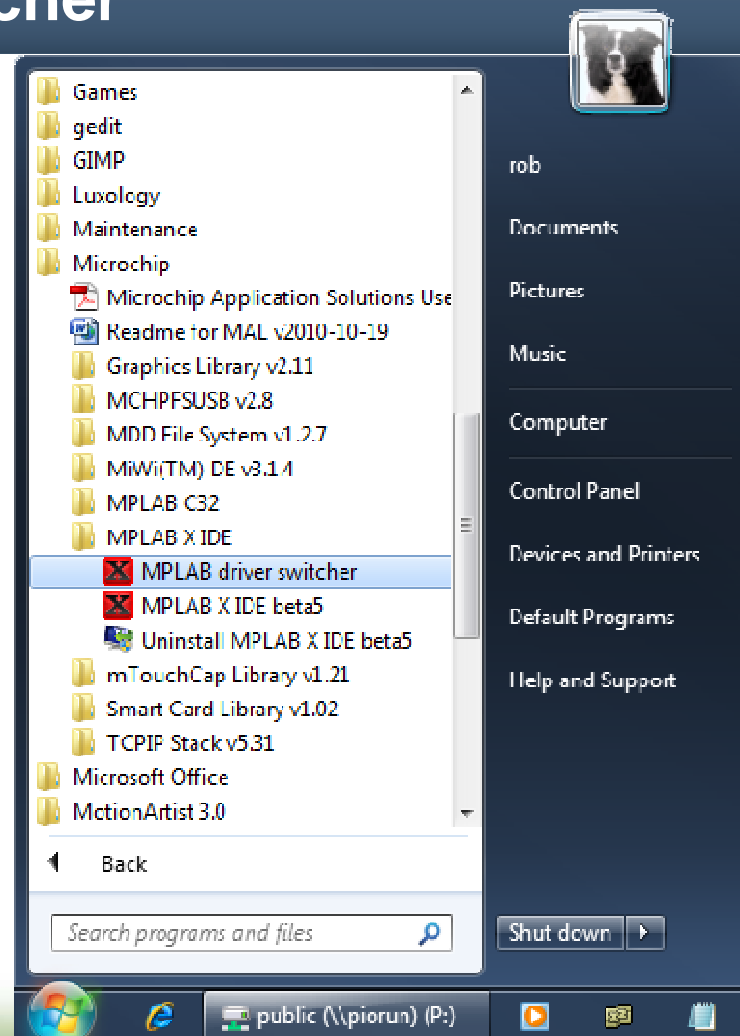 cher
Games
gedit
GIMP
Luxology
Maintenance
Microchip
Microchip Application Solutions Use
Readme for MAL v2010-10-19
Graphics Library v2.11
MCHPFSUSB v2.8
MDD File System v1.2.7
MiWi(TM) DE v3.1.4
MPLAB C32
MPLAB X IDE
MPLAB driver switcher
MPLAB X IDE beta5
Uninstall MPLAB X IDE beta5
mTouchCap Library v1.21
Smart Card Library v1.02
TCPIP Stack v5.31
Microsoft Office
MotionArtist 3.0
Back
Search programs and files
rob
Documents
Pictures
Music
Computer
Control Panel
Devices and Printers
Default Programs
Help and Support
Shut down
public (\\piorun) (P:)